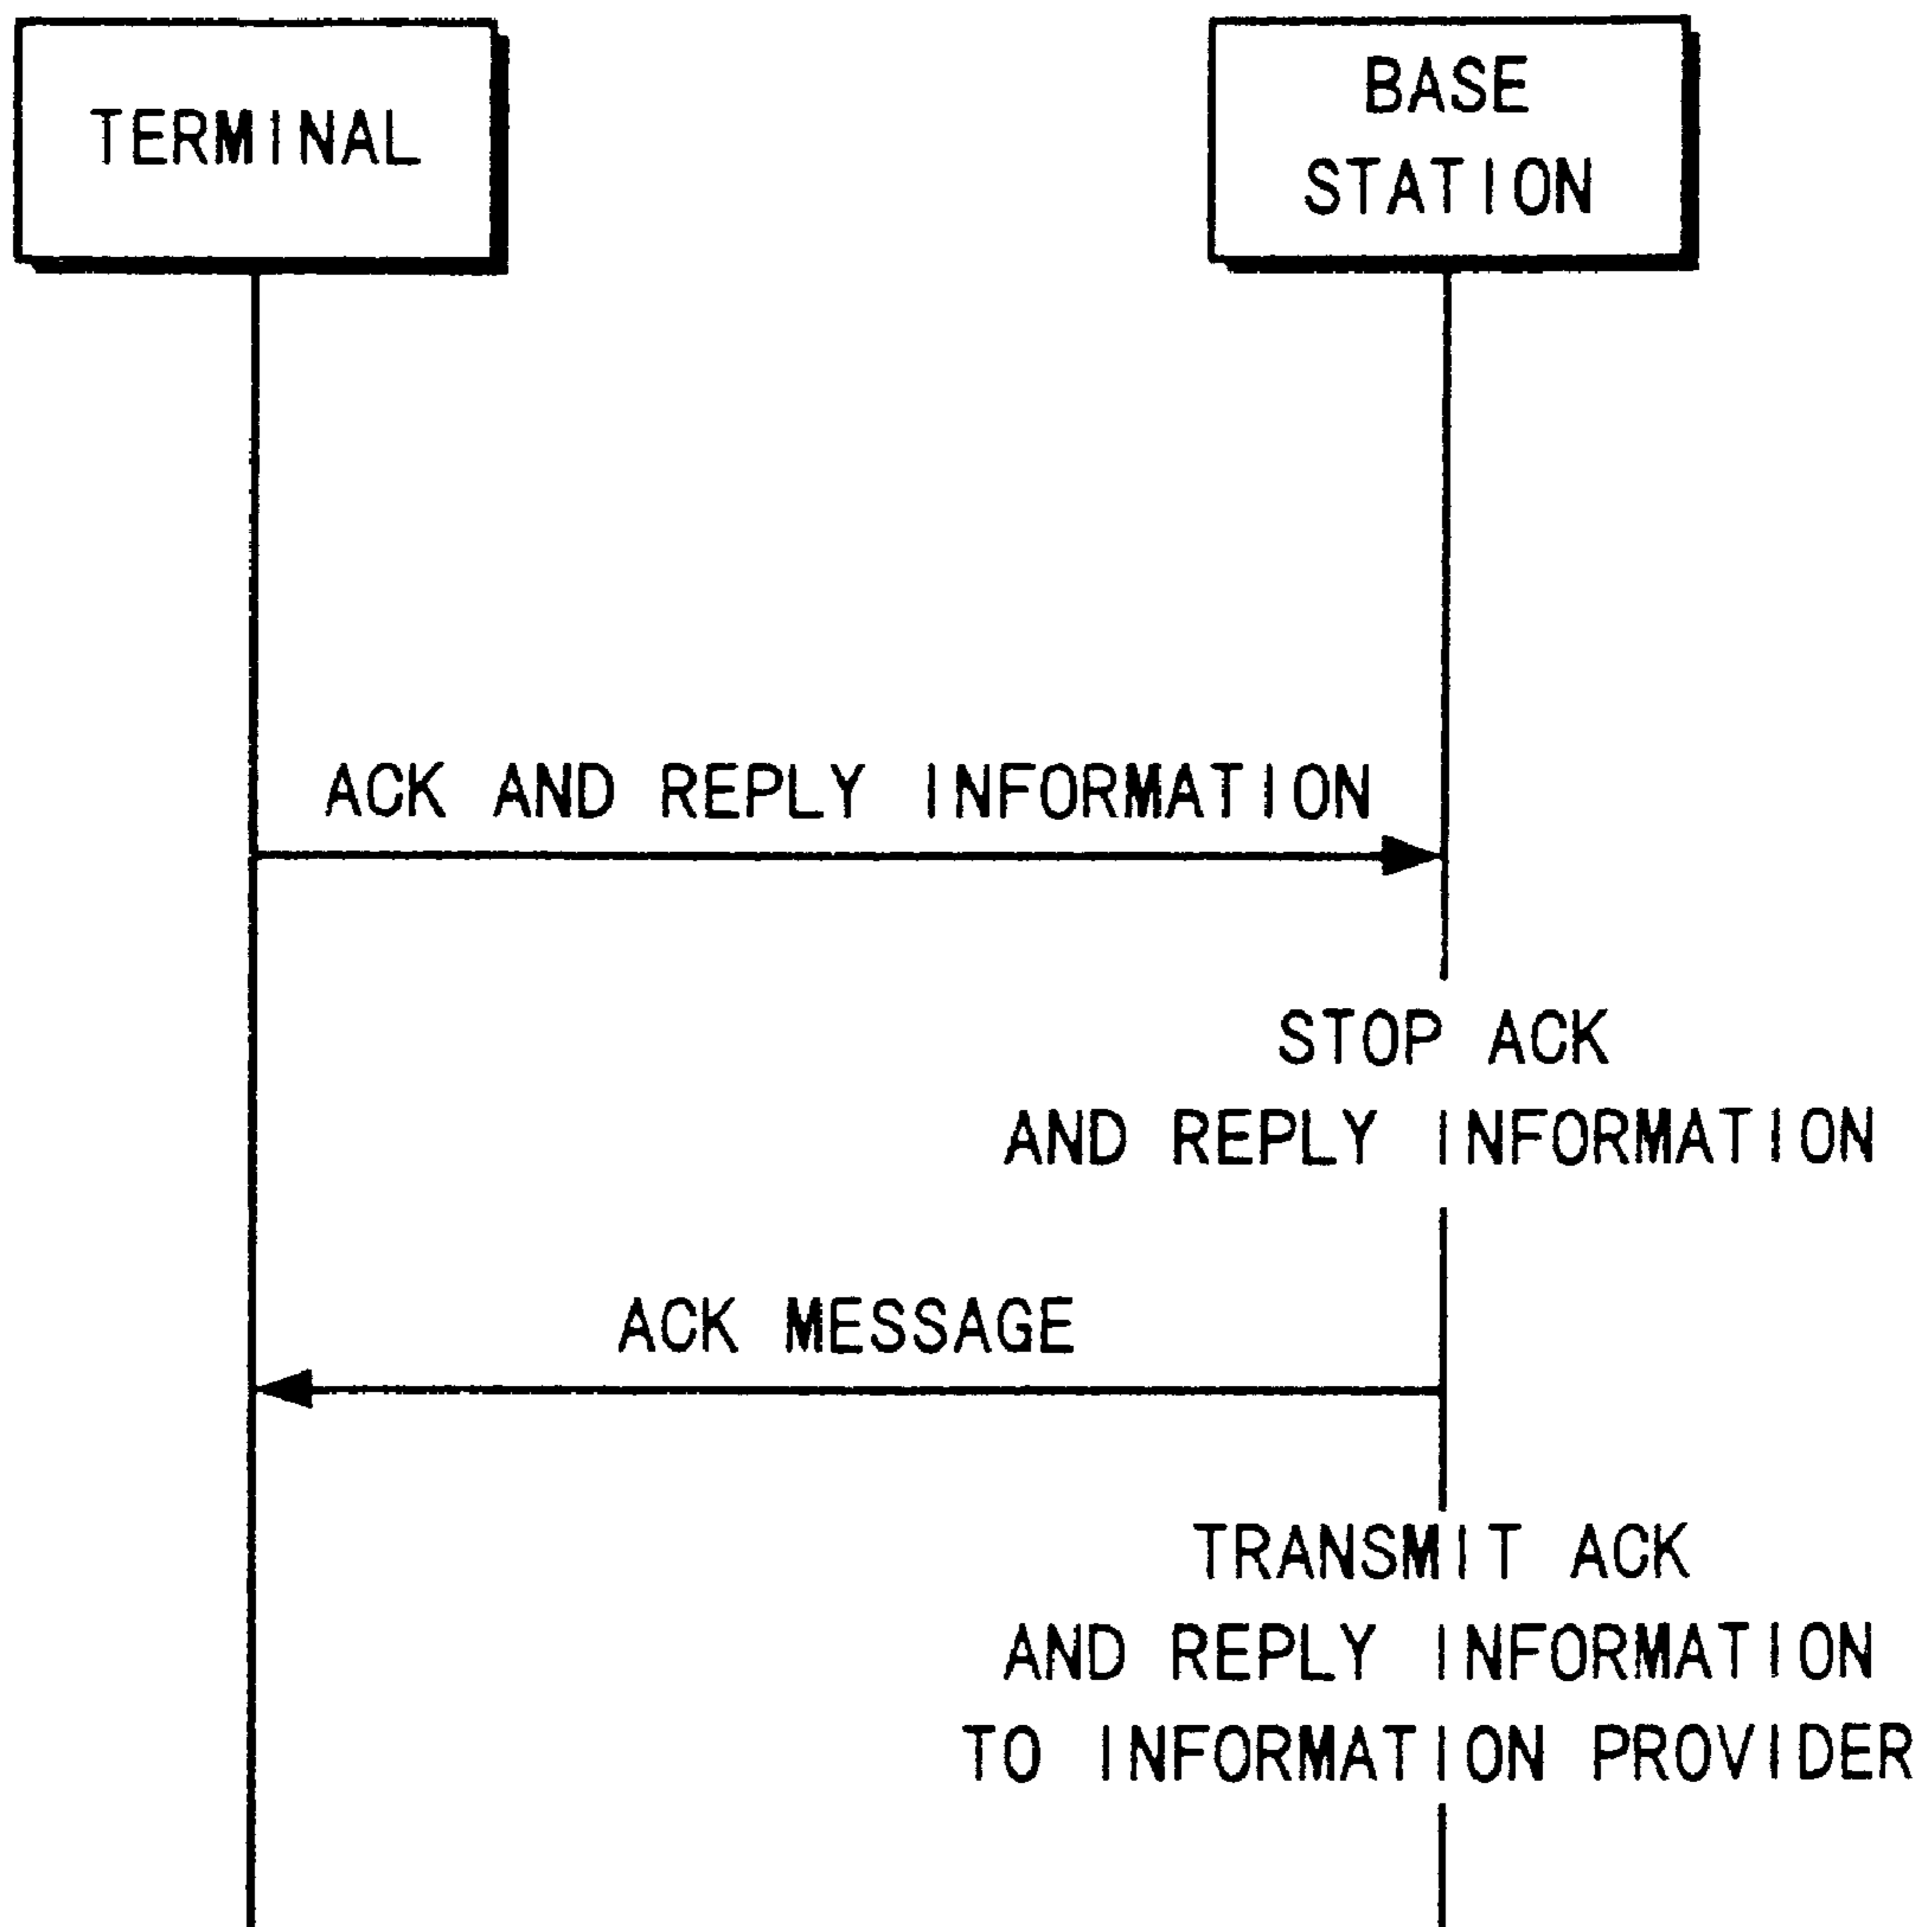 TERMINAL
BASE
STATION
ACK AND REPLY INFORMATION
STOP ACK
AND REPLY INFORMATION
ACK MESSAGE
TRANSMIT ACK
AND REPLY INFORMATION
TO INFORMATION PROVIDER